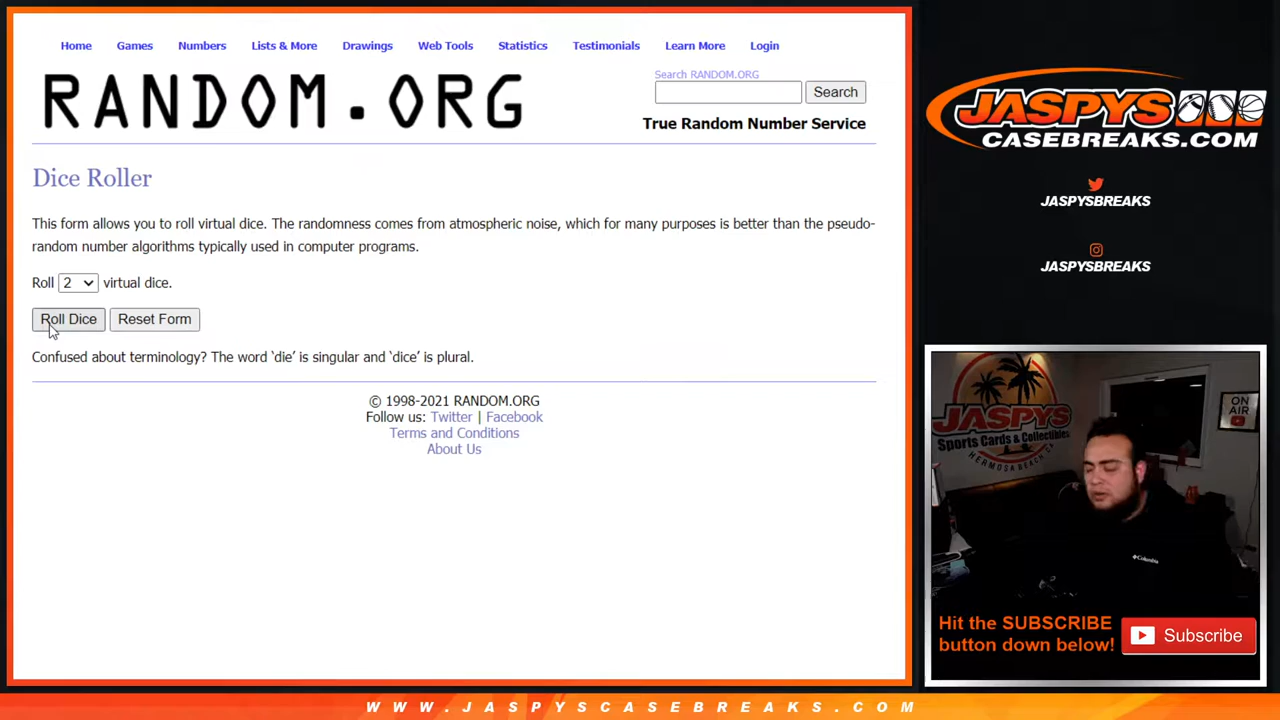 Home Games Numbers Lists & More Drawings Web Tools Statistics Testimonials Learn More Login
RANDOM.ORG
Search RANDOM.ORG
Search
True Random Number Service
Dice Roller
This form allows you to roll virtual dice. The randomness comes from atmospheric noise, which for many purposes is better than the pseudo-
random number algorithms typically used in computer programs.
Roll 2 virtual dice.
Roll Dice Reset Form
Confused about terminology? The word ‘die’ is singular and ‘dice’ is plural.
© 1998-2021 RANDOM.ORG
Follow us: Twitter | Facebook
Terms and Conditions
About Us
JASPYS
CASEBREAKS.COM
JASPYSBREAKS
JASPYSBREAKS
JASPYS
Sports Cards & Collectibles
HERMOSA BEACH CA
ON
AIR
Columbia
Hit the SUBSCRIBE
button down below!
Subscribe
WWW.JASPYSCASEBREAKS.COM